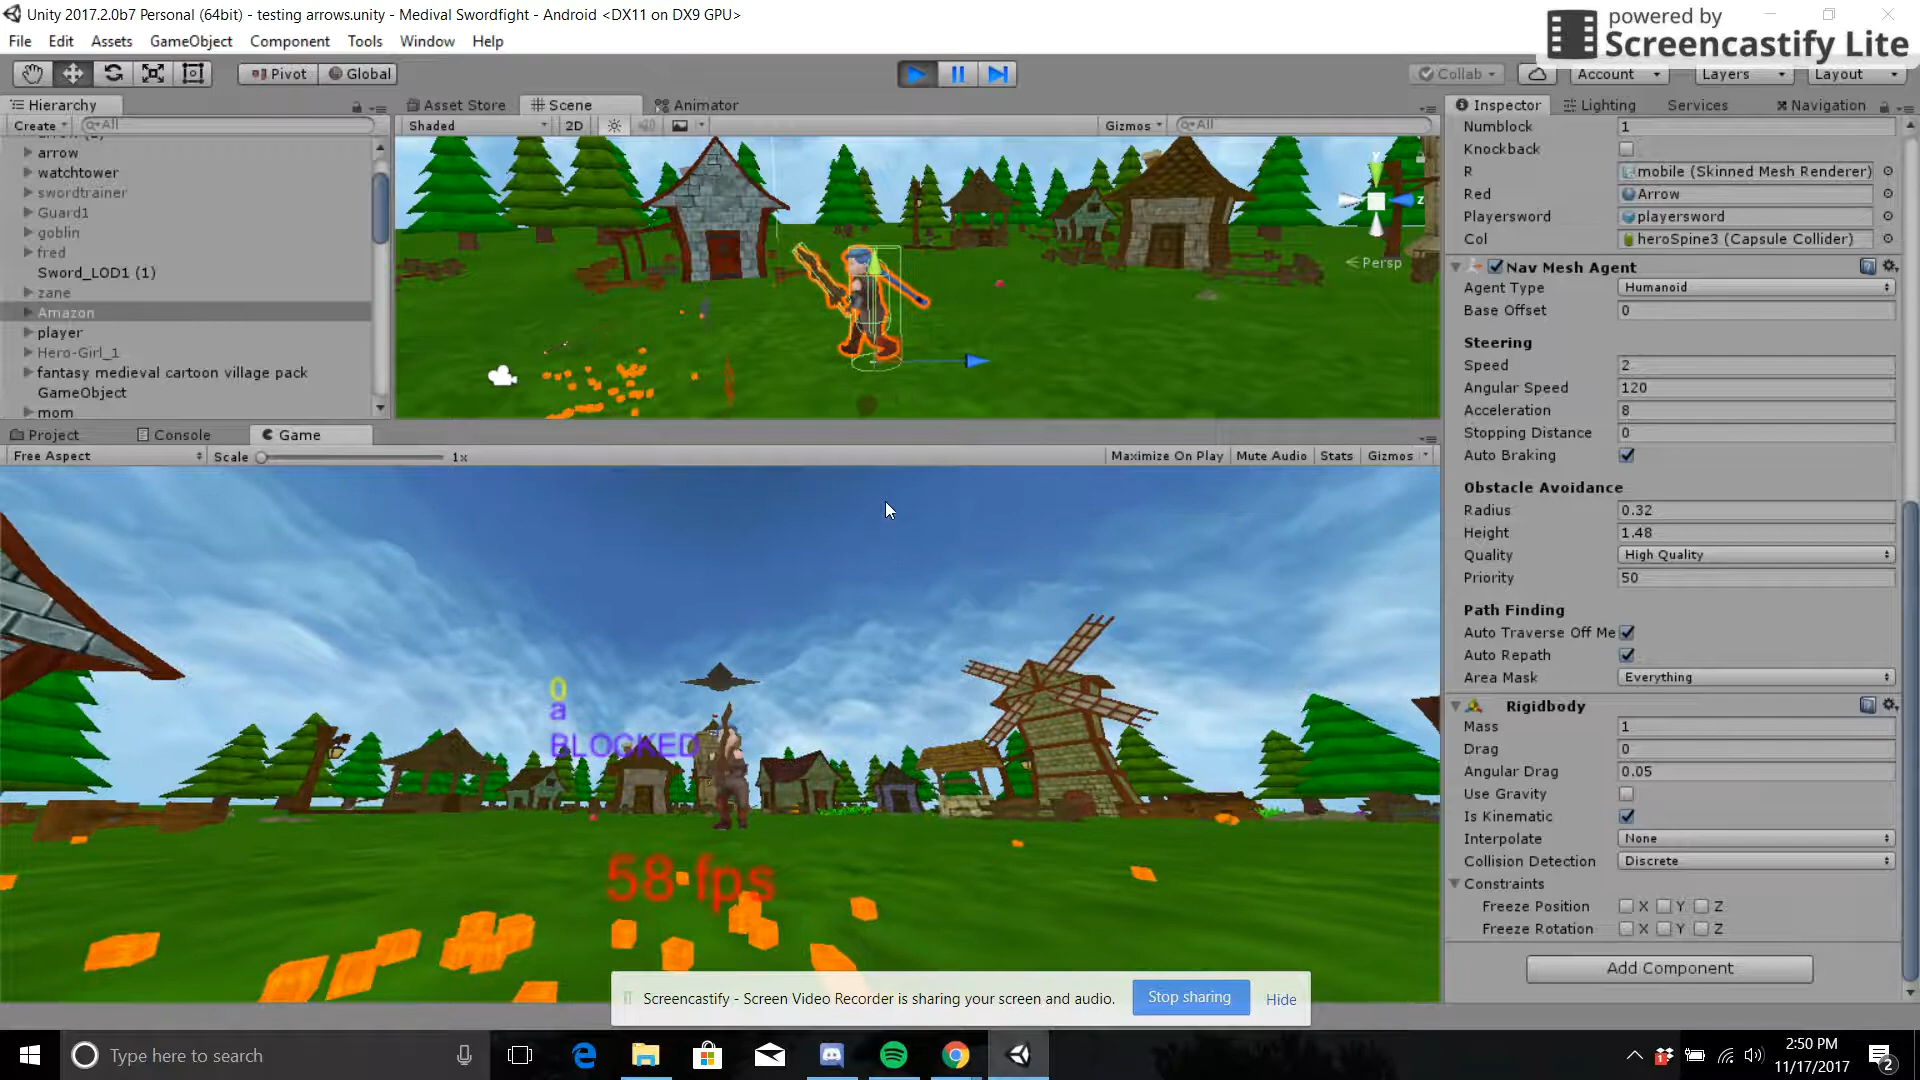 Unity 2017.2.0b7 Personal (64bit) - testing arrows.unity - Medival Swordfight - Android <DX11 on DX9 GPU>
powered by
Screencastify Lite
File Edit Assets GameObject Component Tools Window Help
Pivot Global
Collab Account Layers Layout
Hierarchy
Asset Store Scene Animator
Inspector Lighting Services Navigation
Create All
Shaded 2D Gizmos All
arrow
watchtower
swordtrainer
Guard1
goblin
fred
Sword_LOD1 (1)
zane
Amazon
player
Hero-Girl_1
fantasy medieval cartoon village pack
GameObject
mom
y
z
Persp
Numblock 1
Knockback
R mobile (Skinned Mesh Renderer)
Red Arrow
Playersword playersword
Col heroSpine3 (Capsule Collider)
Nav Mesh Agent
Agent Type Humanoid
Base Offset 0
Steering
Speed 2
Angular Speed 120
Acceleration 8
Stopping Distance 0
Auto Braking
Obstacle Avoidance
Radius 0.32
Height 1.48
Quality High Quality
Priority 50
Path Finding
Auto Traverse Off Me
Auto Repath
Area Mask Everything
Rigidbody
Mass 1
Drag 0
Angular Drag 0.05
Use Gravity
Is Kinematic
Interpolate None
Collision Detection Discrete
Constraints
Freeze Position X Y Z
Freeze Rotation X Y Z
Add Component
Project Console Game
Free Aspect Scale 1x Maximize On Play Mute Audio Stats Gizmos
0
a
BLOCKED
58 fps
Screencastify - Screen Video Recorder is sharing your screen and audio. Stop sharing Hide
Type here to search
2:50 PM
11/17/2017
1
2